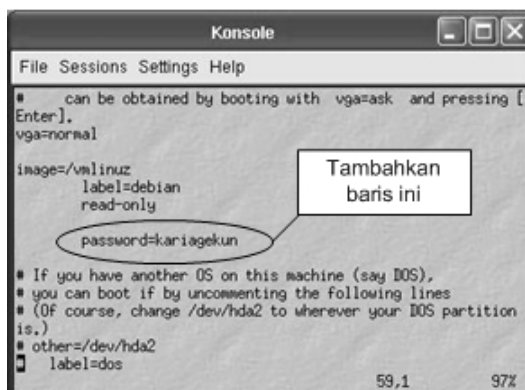 Konsole
File Sessions Settings Help
# can be obtained by booting with vga=ask and pressing [
Enter].
vga=normal
image=/vmlinuz
label=debian
read-only
Tambahkan
baris ini
password=kariagekun
# If you have another OS on this machine (say DOS),
# you can boot if by uncommenting the following lines
# (Of course, change /dev/hda2 to wherever your DOS partition
is.)
# other=/dev/hda2
label=dos
59,1 97%